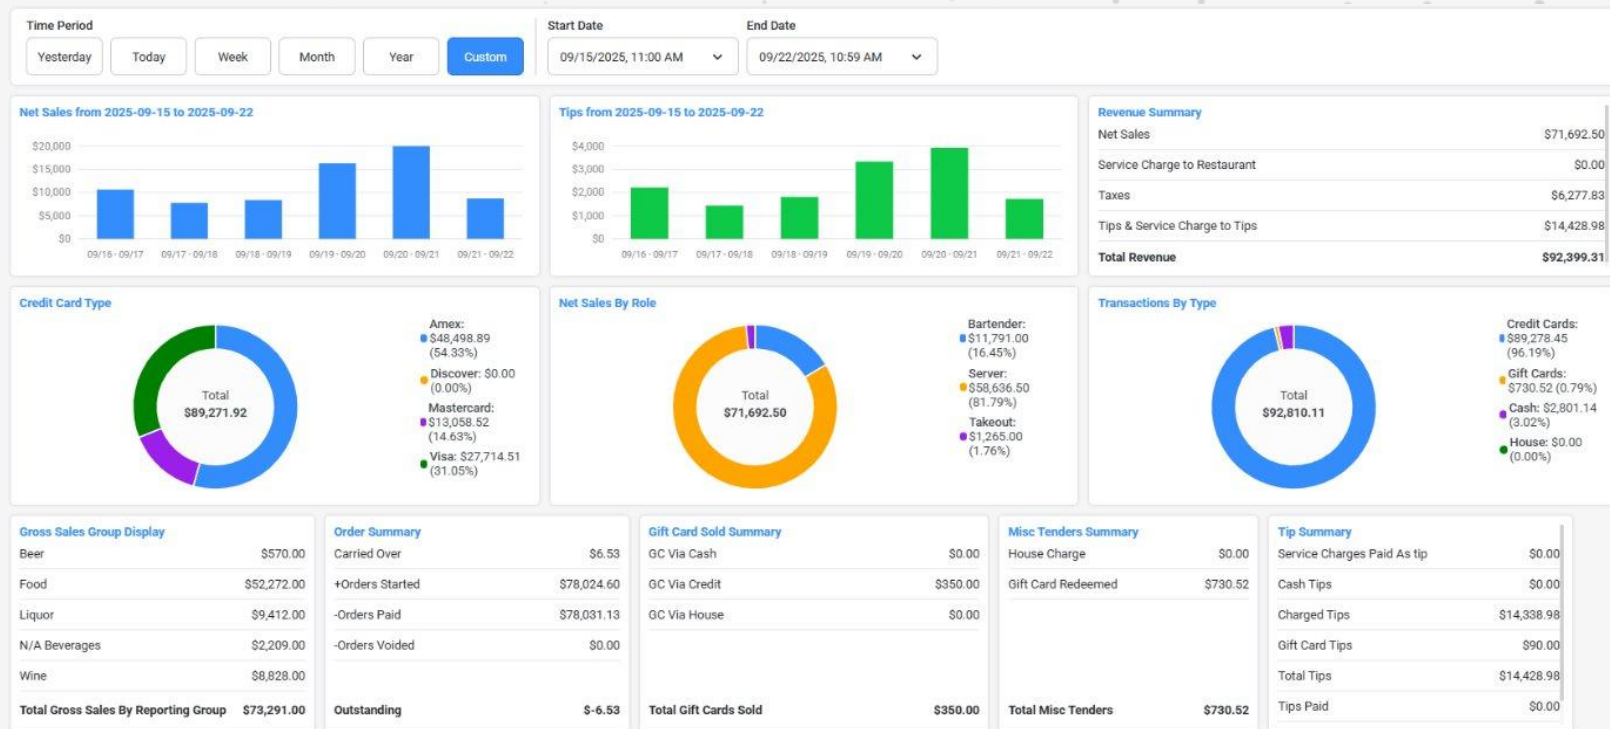 Time Period
Yesterday Today Week Month Year Custom
Start Date
09/15/2025, 11:00 AM
End Date
09/22/2025, 10:59 AM
Net Sales from 2025-09-15 to 2025-09-22
$20,000
$15,000
$10,000
$5,000
$0
09/16 - 09/17 09/17 - 09/18 09/18 - 09/19 09/19 - 09/20 09/20 - 09/21 09/21 - 09/22
Tips from 2025-09-15 to 2025-09-22
$4,000
$3,000
$2,000
$1,000
$0
09/16 - 09/17 09/17 - 09/18 09/18 - 09/19 09/19 - 09/20 09/20 - 09/21 09/21 - 09/22
Revenue Summary
Net Sales $71,692.50
Service Charge to Restaurant $0.00
Taxes $6,277.83
Tips & Service Charge to Tips $14,428.98
Total Revenue $92,399.31
Credit Card Type
Total
$89,271.92
Amex:
$48,498.89
(54.33%)
Discover: $0.00
(0.00%)
Mastercard:
$13,058.52
(14.63%)
Visa: $27,714.51
(31.05%)
Net Sales By Role
Total
$71,692.50
Bartender:
$11,791.00
(16.45%)
Server:
$58,636.50
(81.79%)
Takeout:
$1,265.00
(1.76%)
Transactions By Type
Total
$92,810.11
Credit Cards:
$89,278.45
(96.19%)
Gift Cards:
$730.52 (0.79%)
Cash: $2,801.14
(3.02%)
House: $0.00
(0.00%)
Gross Sales Group Display
Beer $570.00
Food $52,272.00
Liquor $9,412.00
N/A Beverages $2,209.00
Wine $8,828.00
Total Gross Sales By Reporting Group $73,291.00
Order Summary
Carried Over $6.53
+Orders Started $78,024.60
-Orders Paid $78,031.13
-Orders Voided $0.00
Outstanding $-6.53
Gift Card Sold Summary
GC Via Cash $0.00
GC Via Credit $350.00
GC Via House $0.00
Total Gift Cards Sold $350.00
Misc Tenders Summary
House Charge $0.00
Gift Card Redeemed $730.52
Total Misc Tenders $730.52
Tip Summary
Service Charges Paid As tip $0.00
Cash Tips $0.00
Charged Tips $14,338.98
Gift Card Tips $90.00
Total Tips $14,428.98
Tips Paid $0.00